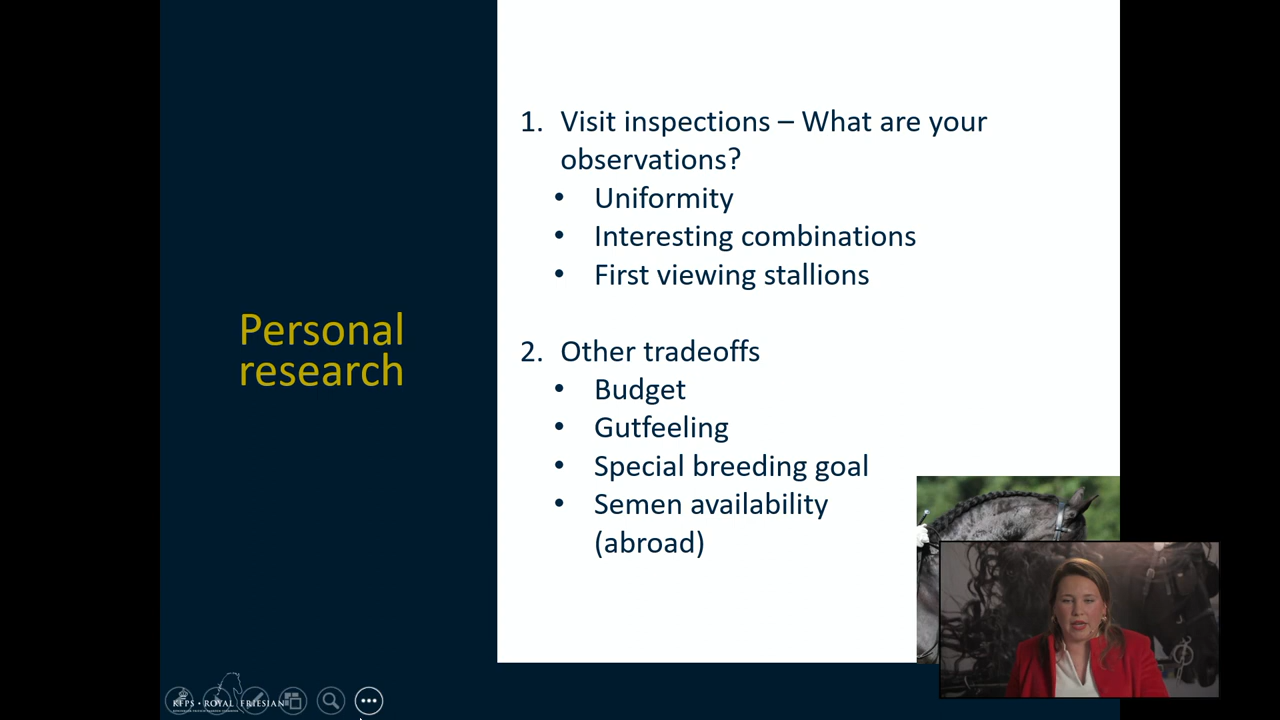 Personal
research
1. Visit inspections – What are your
observations?
• Uniformity
• Interesting combinations
• First viewing stallions
2. Other tradeoffs
• Budget
• Gutfeeling
• Special breeding goal
• Semen availability
(abroad)
KFPS • ROYAL FRIESIAN